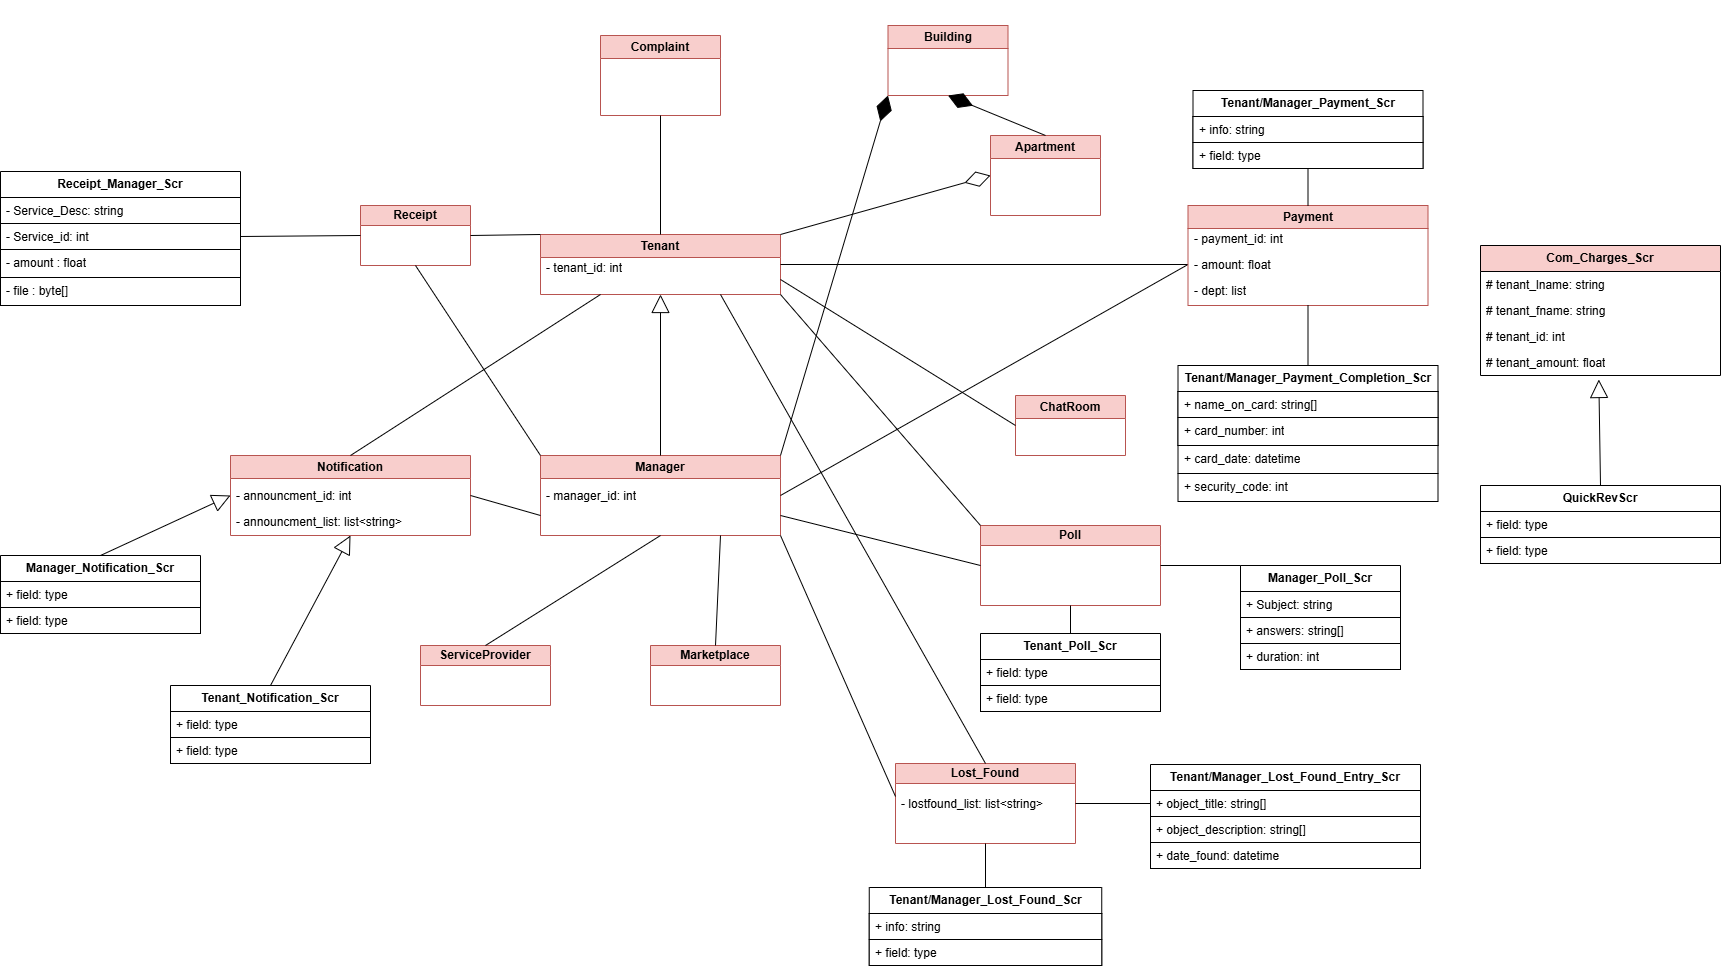 Complaint
Building
Tenant/Manager_Payment_Scr
+ info: string
+ field: type
Apartment
Receipt_Manager_Scr
- Service_Desc: string
- Service_id: int
- amount : float
- file : byte[]
Receipt
Tenant
- tenant_id: int
Payment
- payment_id: int
- amount: float
- dept: list
Com_Charges_Scr
# tenant_lname: string
# tenant_fname: string
# tenant_id: int
# tenant_amount: float
Tenant/Manager_Payment_Completion_Scr
+ name_on_card: string[]
+ card_number: int
+ card_date: datetime
+ security_code: int
ChatRoom
Notification
- announcment_id: int
- announcment_list: list<string>
Manager
- manager_id: int
QuickRevScr
+ field: type
+ field: type
Poll
Manager_Notification_Scr
+ field: type
+ field: type
Manager_Poll_Scr
+ Subject: string
+ answers: string[]
+ duration: int
ServiceProvider
Marketplace
Tenant_Poll_Scr
+ field: type
+ field: type
Tenant_Notification_Scr
+ field: type
+ field: type
Lost_Found
- lostfound_list: list<string>
Tenant/Manager_Lost_Found_Entry_Scr
+ object_title: string[]
+ object_description: string[]
+ date_found: datetime
Tenant/Manager_Lost_Found_Scr
+ info: string
+ field: type